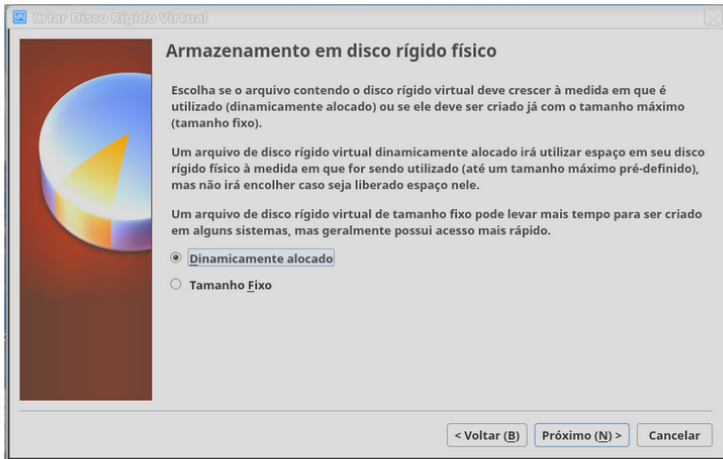 Criar Disco Rígido Virtual
Armazenamento em disco rígido físico
Escolha se o arquivo contendo o disco rígido virtual deve crescer à medida em que é
utilizado (dinamicamente alocado) ou se ele deve ser criado já com o tamanho máximo
(tamanho fixo).
Um arquivo de disco rígido virtual dinamicamente alocado irá utilizar espaço em seu disco
rígido físico à medida em que for sendo utilizado (até um tamanho máximo pré-definido),
mas não irá encolher caso seja liberado espaço nele.
Um arquivo de disco rígido virtual de tamanho fixo pode levar mais tempo para ser criado
em alguns sistemas, mas geralmente possui acesso mais rápido.
Dinamicamente alocado
Tamanho Fixo
< Voltar (B) Próximo (N) > Cancelar